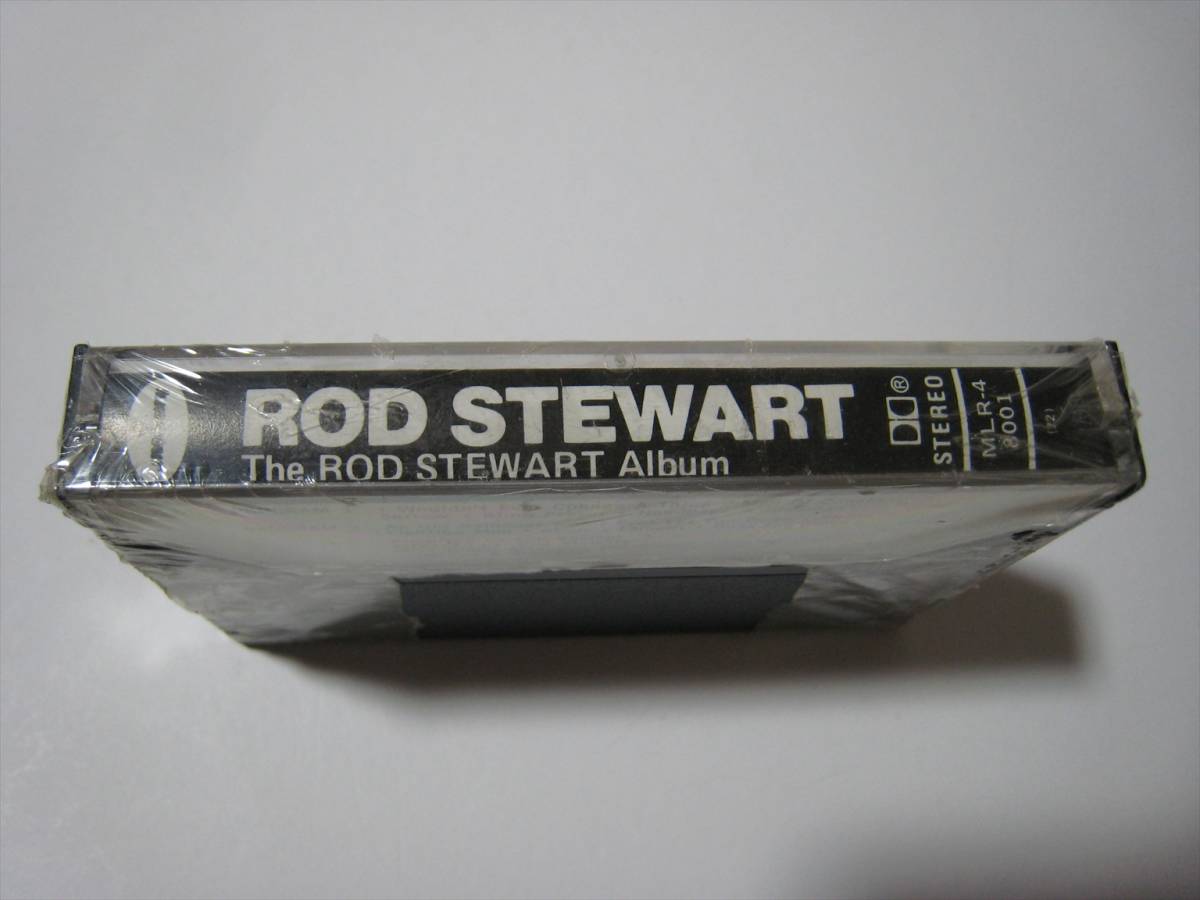 ROD STEWART
The ROD STEWART Album
®
STEREO
MLR-4
8001